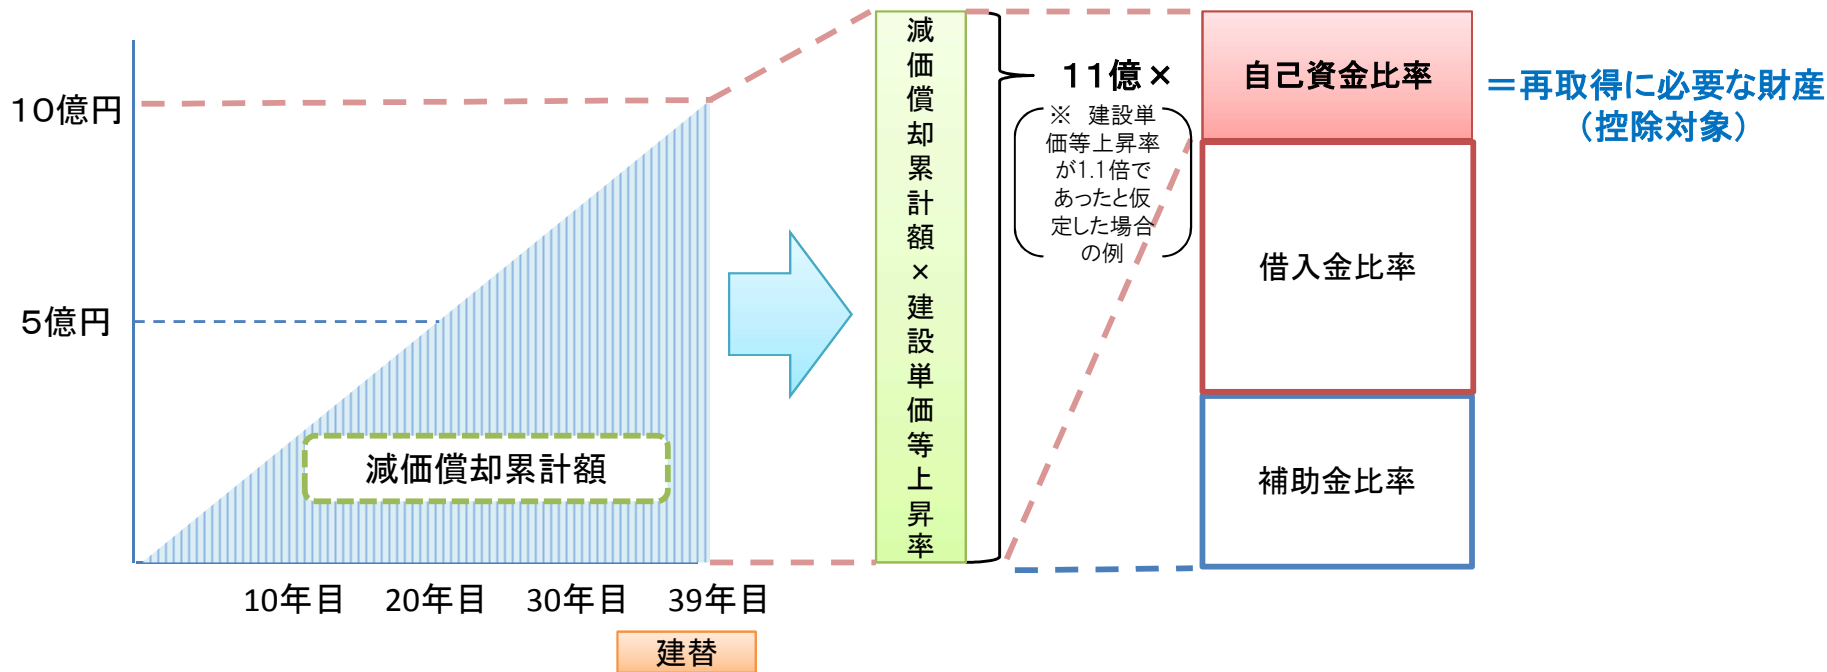 10億円
5億円
減価償却累計額
10年目
20年目
30年目
39年目
建替
減価償却累計額×建設単価等上昇率
11億×
※ 建設単
価等上昇率
が1.1倍で
あったと仮
定した場合
の例
自己資金比率
借入金比率
補助金比率
＝再取得に必要な財産
（控除対象）